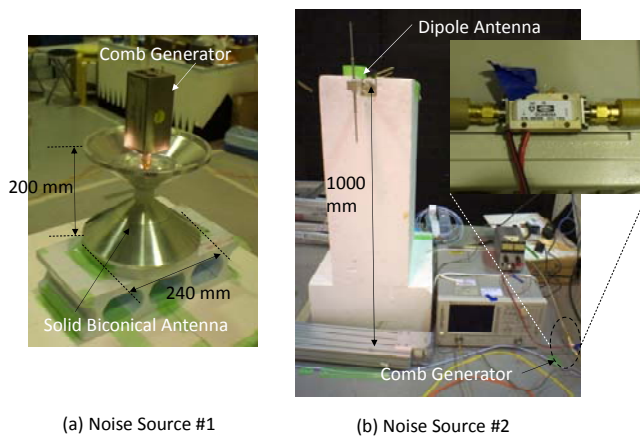 Comb Generator
200 mm
240 mm
Solid Biconical Antenna
(a) Noise Source #1
Dipole Antenna
1000
mm
Comb Generator
(b) Noise Source #2